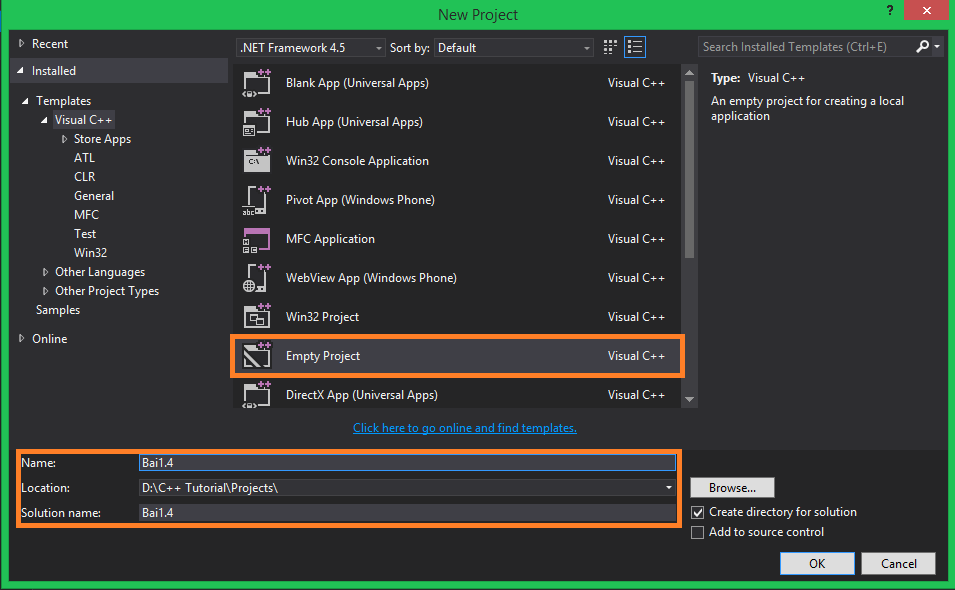 New Project
?
Recent
Installed
Templates
Visual C++
Store Apps
ATL
CLR
General
MFC
Test
Win32
Other Languages
Other Project Types
Samples
Online
.NET Framework 4.5 Sort by: Default
Blank App (Universal Apps) Visual C++
Hub App (Universal Apps) Visual C++
Win32 Console Application Visual C++
Pivot App (Windows Phone) Visual C++
MFC Application Visual C++
WebView App (Windows Phone) Visual C++
Win32 Project Visual C++
Empty Project Visual C++
DirectX App (Universal Apps) Visual C++
Click here to go online and find templates.
Search Installed Templates (Ctrl+E)
Type: Visual C++
An empty project for creating a local
application
Name: Bai1.4
Location: D:\C++ Tutorial\Projects\
Solution name: Bai1.4
Browse...
Create directory for solution
Add to source control
OK Cancel